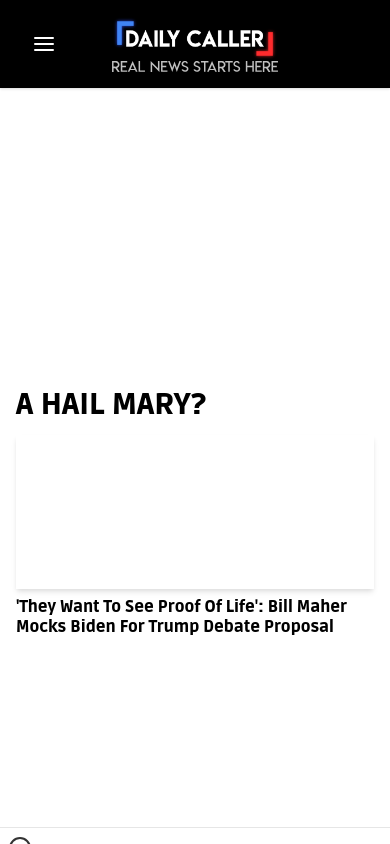 DAILY CALLER
REAL NEWS STARTS HERE
A HAIL MARY?
'They Want To See Proof Of Life': Bill Maher
Mocks Biden For Trump Debate Proposal